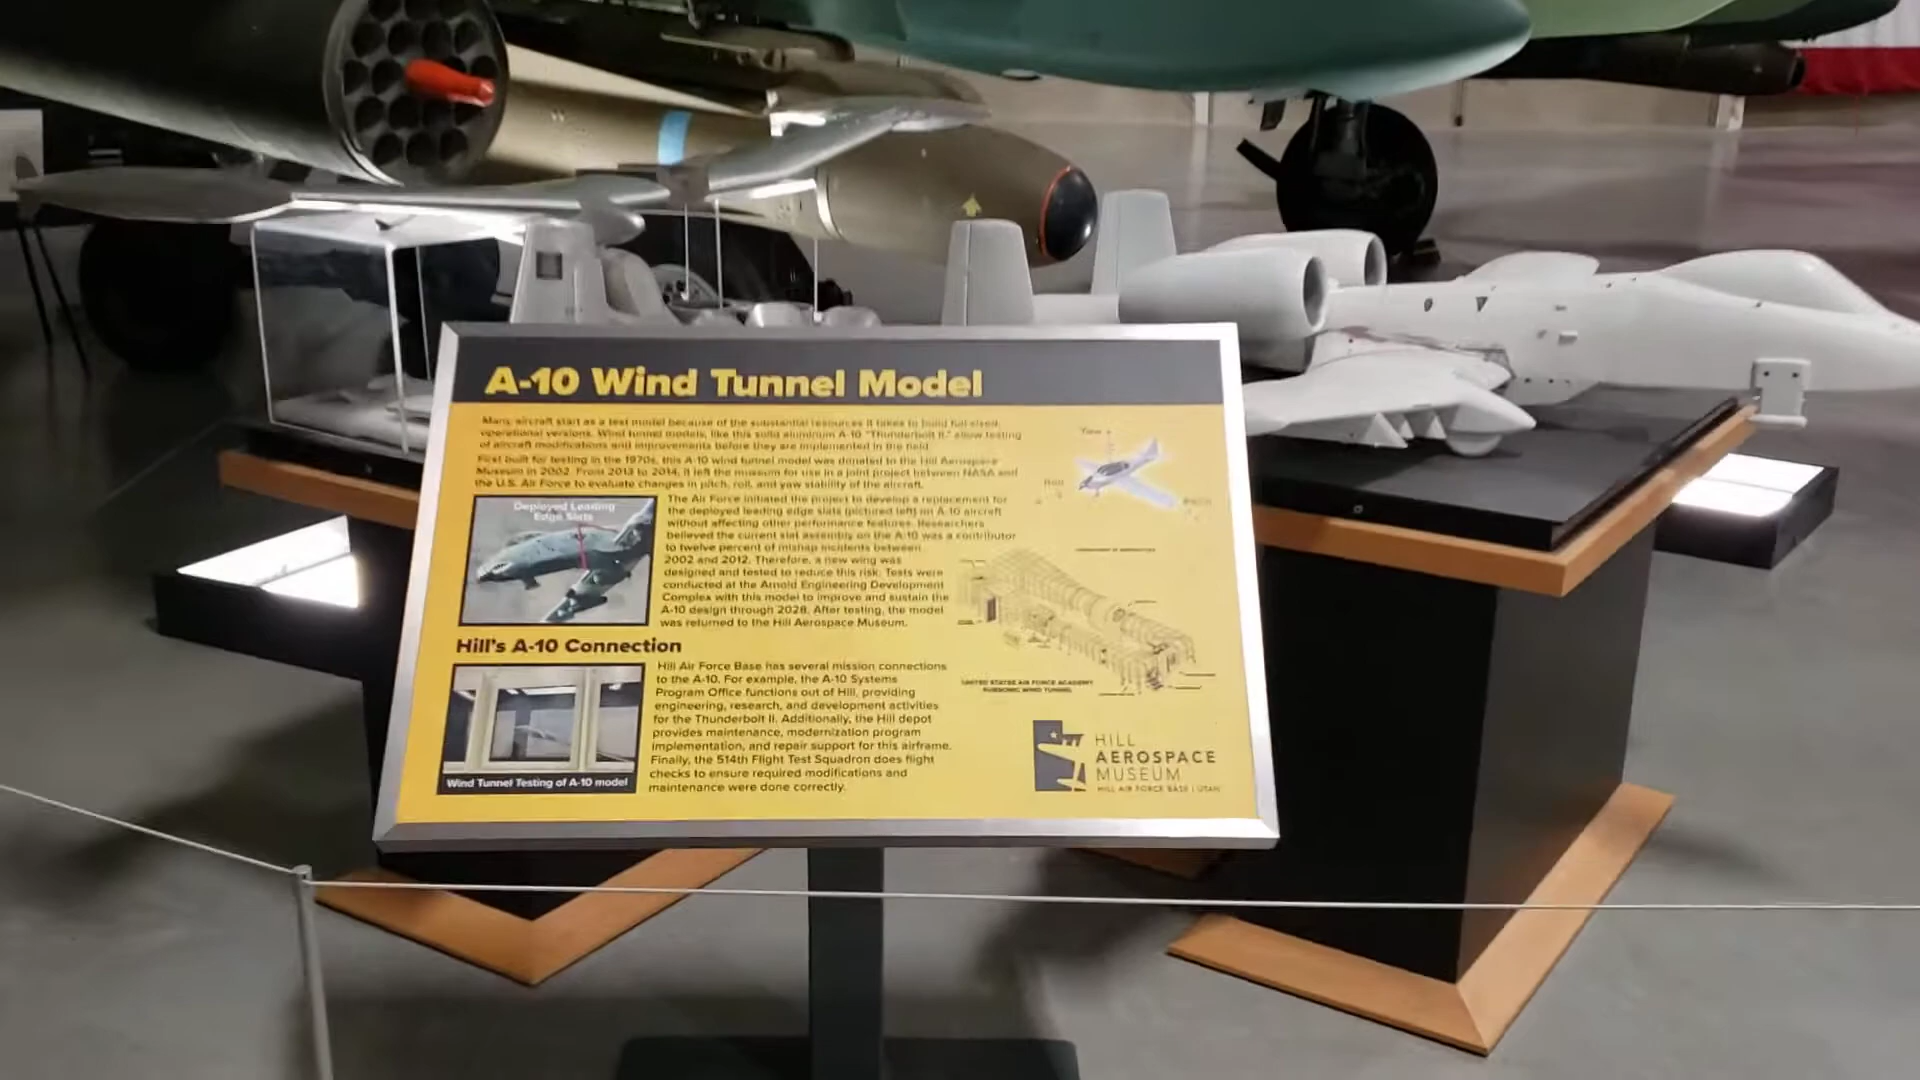 A-10 Wind Tunnel Model
Many aircraft start as a test model because of the substantial resources it takes to build full-sized,
operational versions. Wind tunnel models, like this solid aluminum A-10 "Thunderbolt II," allow testing
of aircraft modifications and improvements before they are implemented in the field.
First built for testing in the 1970s, this A-10 wind tunnel model was donated to the Hill Aerospace
Museum in 2002. From 2013 to 2014, it left the museum for use in a joint project between NASA and
the U.S. Air Force to evaluate changes in pitch, roll, and yaw stability of the aircraft.
Deployed Leading
Edge Slats
The Air Force initiated the project to develop a replacement for
the deployed leading edge slats (pictured left) on A-10 aircraft
without affecting other performance features. Researchers
believed the current slat assembly on the A-10 was a contributor
to twelve percent of mishap incidents between
2002 and 2012. Therefore, a new wing was
designed and tested to reduce this risk. Tests were
conducted at the Arnold Engineering Development
Complex with this model to improve and sustain the
A-10 design through 2028. After testing, the model
was returned to the Hill Aerospace Museum.
Hill's A-10 Connection
Hill Air Force Base has several mission connections
to the A-10. For example, the A-10 Systems
Program Office functions out of Hill, providing
engineering, research, and development activities
for the Thunderbolt II. Additionally, the Hill depot
provides maintenance, modernization program
implementation, and repair support for this airframe.
Finally, the 514th Flight Test Squadron does flight
checks to ensure required modifications and
maintenance were done correctly.
Wind Tunnel Testing of A-10 model
Yaw
Roll
Pitch
UNITED STATES AIR FORCE ACADEMY
SUBSONIC WIND TUNNEL
HILL
AEROSPACE
MUSEUM
HILL AIR FORCE BASE | UTAH